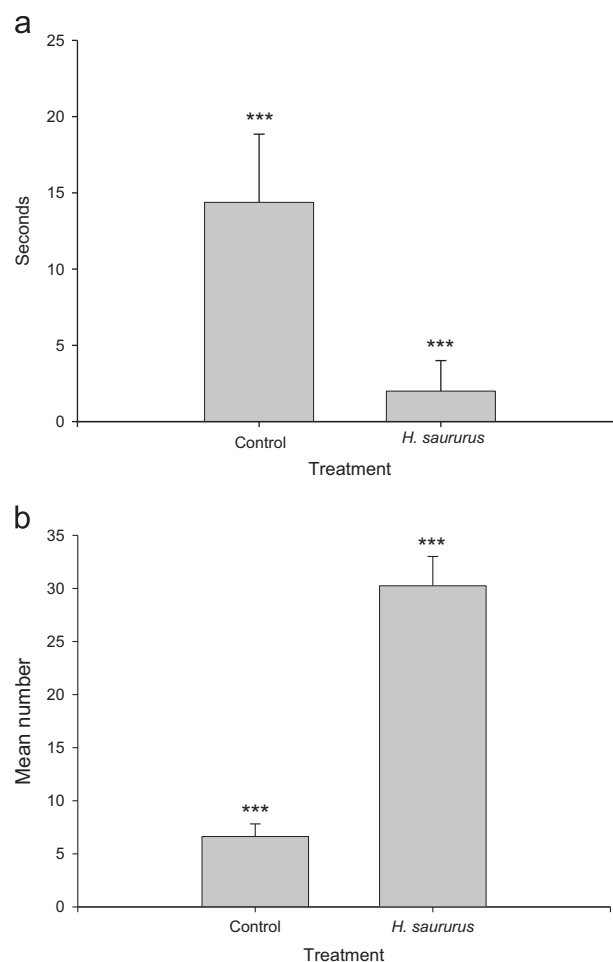 a
25
20
15
10
5
0
Seconds
***
***
Control
H. saururus
Treatment
b
35
30
25
20
15
10
5
0
Mean number
***
***
Control
H. saururus
Treatment